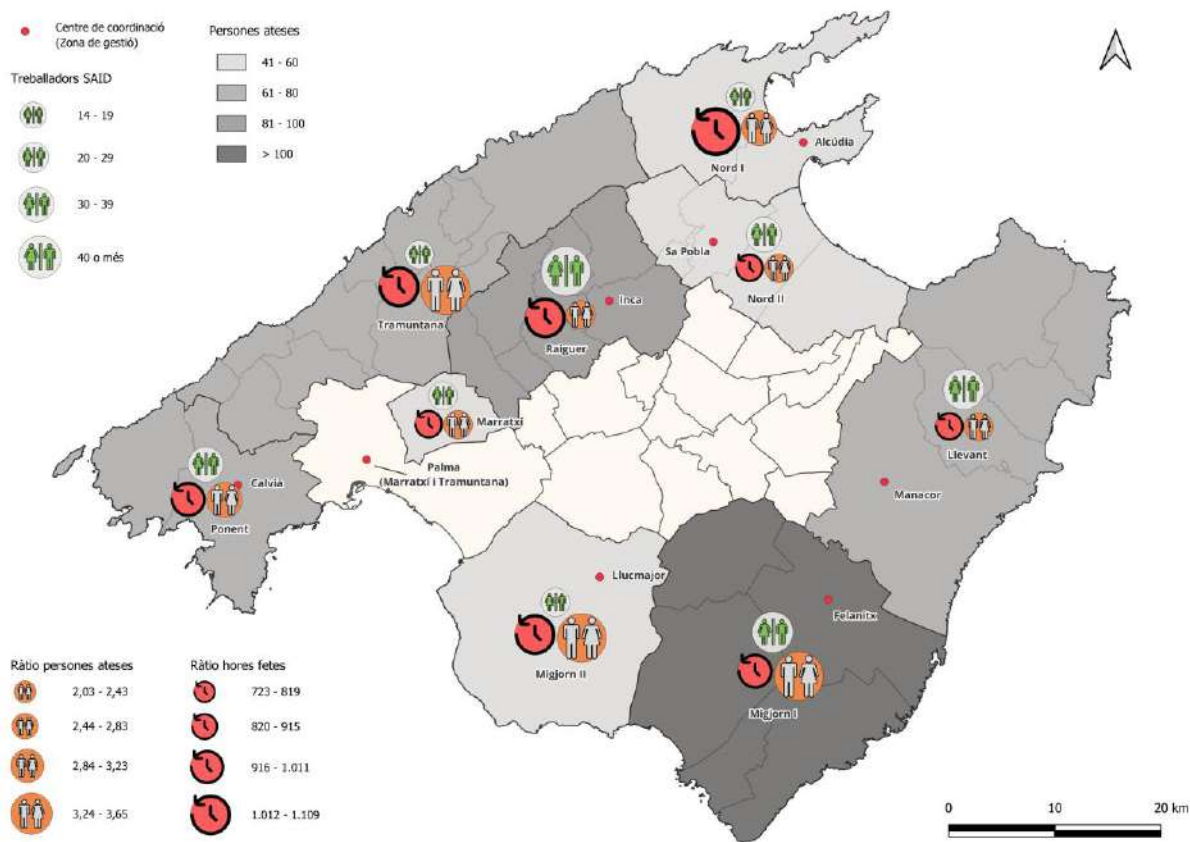 Centre de coordinació
(Zona de gestió)
Treballadors SAID
14 - 19
20 - 29
30 - 39
40 o més
Persones ateses
41 - 60
61 - 80
81 - 100
> 100
Nord I
Alcúdia
Sa Pobla
Nord II
Tramuntana
Inca
Raiguer
Marratxí
Palma
(Marratxí i Tramuntana)
Calvià
Ponent
Llevant
Manacor
Llucmajor
Migjorn II
Felanitx
Migjorn I
Ràtio persones ateses
2,03 - 2,43
2,44 - 2,83
2,84 - 3,23
3,24 - 3,65
Ràtio hores fetes
723 - 819
820 - 915
916 - 1.011
1.012 - 1.109
0 10 20 km